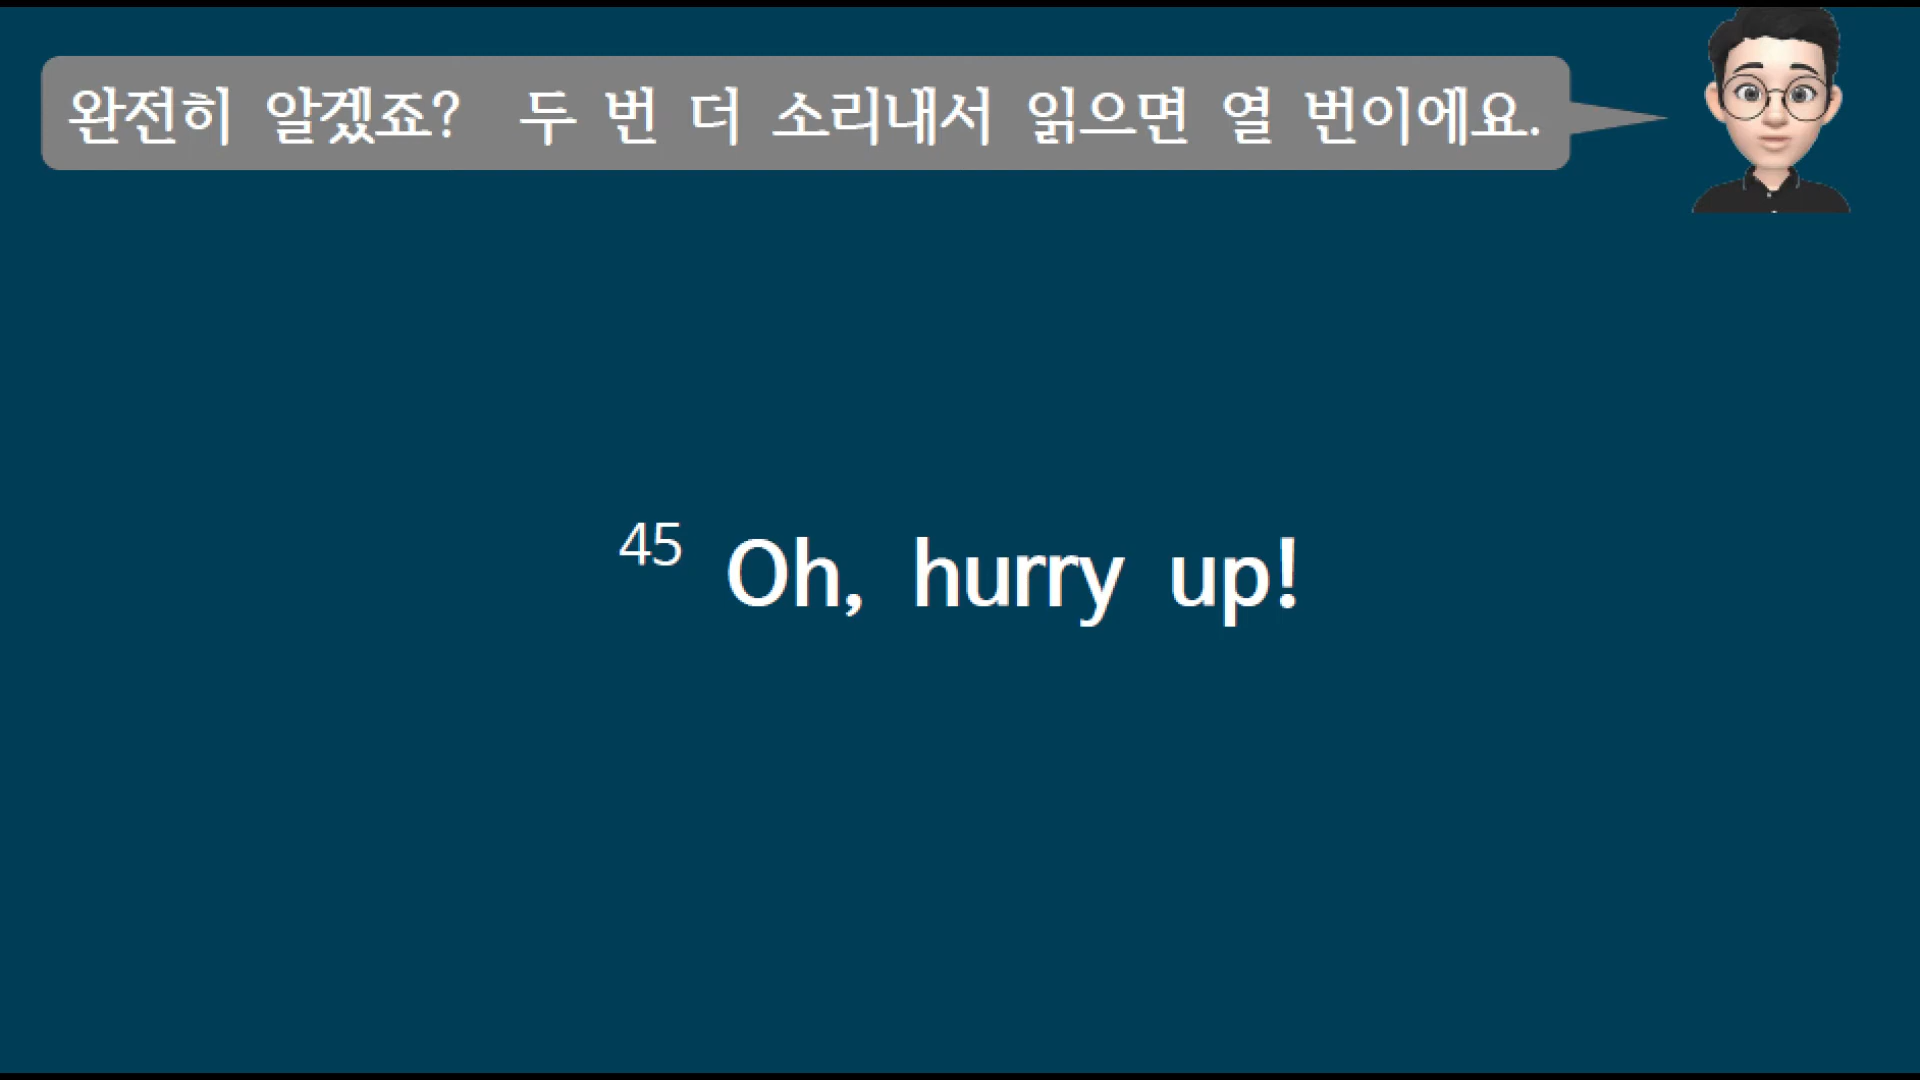 완전히 알겠죠? 두 번 더 소리내서 읽으면 열 번이에요.
45 Oh, hurry up!